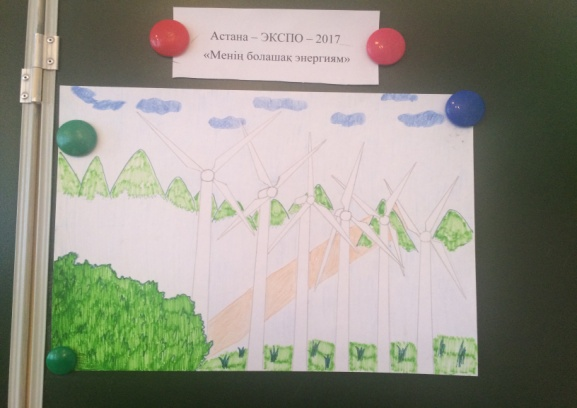 Астана – ЭКСПО – 2017
«Менің болашақ энергиям»